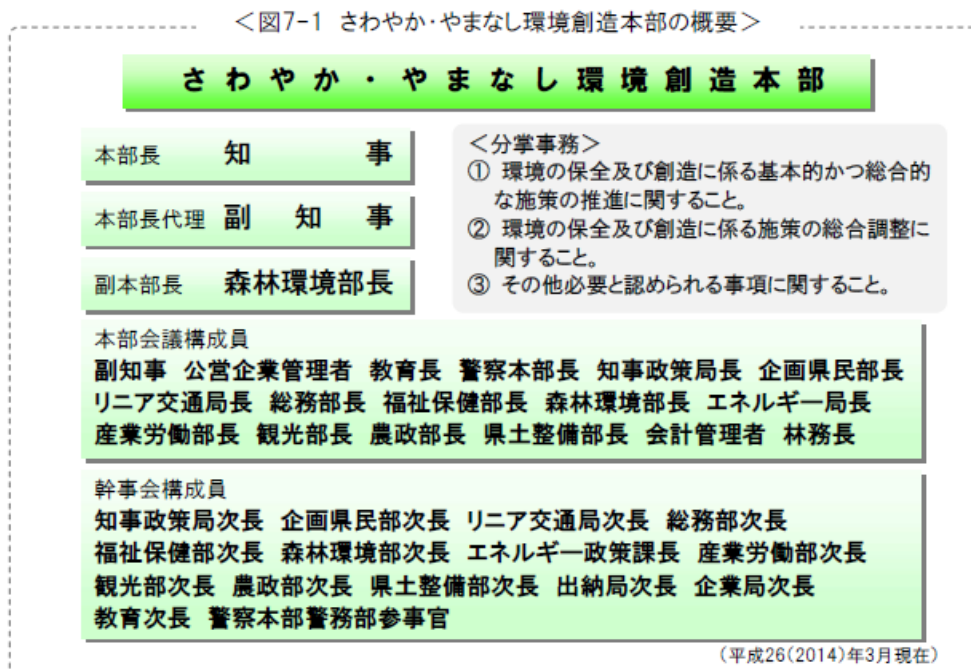 ＜図7-1 さわやか・やまなし環境創造本部の概要＞
さわやか・やまなし環境創造本部
本部長 知事
本部長代理 副知事
副本部長 森林環境部長
＜分掌事務＞
① 環境の保全及び創造に係る基本的かつ総合的
な施策の推進に関すること。
② 環境の保全及び創造に係る施策の総合調整に
関すること。
③ その他必要と認められる事項に関すること。
本部会議構成員
副知事 公営企業管理者 教育長 警察本部長 知事政策局長 企画県民部長
リニア交通局長 総務部長 福祉保健部長 森林環境部長 エネルギー局長
産業労働部長 観光部長 農政部長 県土整備部長 会計管理者 林務長
幹事会構成員
知事政策局次長 企画県民部次長 リニア交通局次長 総務部次長
福祉保健部次長 森林環境部次長 エネルギー政策課長 産業労働部次長
観光部次長 農政部次長 県土整備部次長 出納局次長 企業局次長
教育次長 警察本部警務部参事官
（平成26（2014）年3月現在）